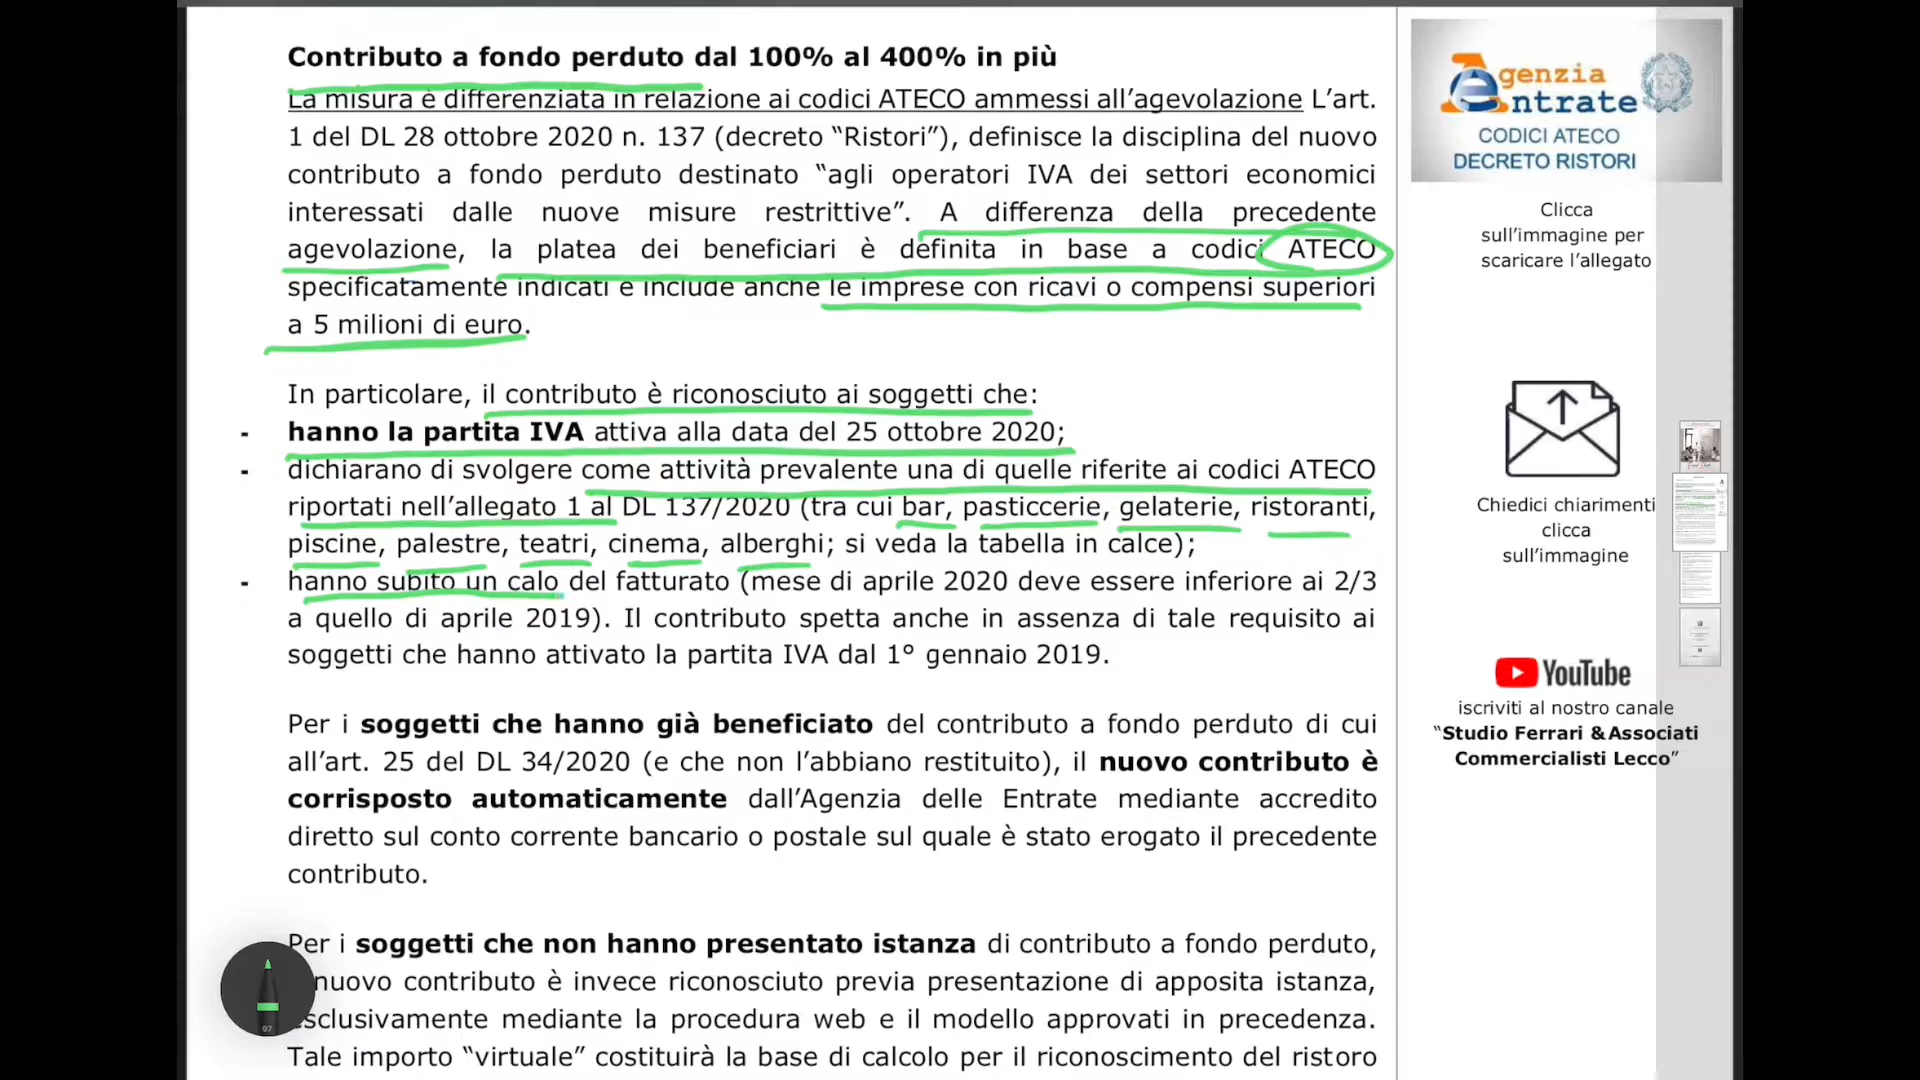 Contributo a fondo perduto dal 100% al 400% in più
La misura è differenziata in relazione ai codici ATECO ammessi all’agevolazione L’art.
1 del DL 28 ottobre 2020 n. 137 (decreto “Ristori”), definisce la disciplina del nuovo
contributo a fondo perduto destinato “agli operatori IVA dei settori economici
interessati dalle nuove misure restrittive”. A differenza della precedente
agevolazione, la platea dei beneficiari è definita in base a codici ATECO
specificatamente indicati e include anche le imprese con ricavi o compensi superiori
a 5 milioni di euro.
In particolare, il contributo è riconosciuto ai soggetti che:
- hanno la partita IVA attiva alla data del 25 ottobre 2020;
- dichiarano di svolgere come attività prevalente una di quelle riferite ai codici ATECO
riportati nell’allegato 1 al DL 137/2020 (tra cui bar, pasticcerie, gelaterie, ristoranti,
piscine, palestre, teatri, cinema, alberghi; si veda la tabella in calce);
- hanno subito un calo del fatturato (mese di aprile 2020 deve essere inferiore ai 2/3
a quello di aprile 2019). Il contributo spetta anche in assenza di tale requisito ai
soggetti che hanno attivato la partita IVA dal 1° gennaio 2019.
Per i soggetti che hanno già beneficiato del contributo a fondo perduto di cui
all’art. 25 del DL 34/2020 (e che non l’abbiano restituito), il nuovo contributo è
corrisposto automaticamente dall’Agenzia delle Entrate mediante accredito
diretto sul conto corrente bancario o postale sul quale è stato erogato il precedente
contributo.
Per i soggetti che non hanno presentato istanza di contributo a fondo perduto,
nuovo contributo è invece riconosciuto previa presentazione di apposita istanza,
esclusivamente mediante la procedura web e il modello approvati in precedenza.
Tale importo “virtuale” costituirà la base di calcolo per il riconoscimento del ristoro
97
Agenzia
Entrate
CODICI ATECO
DECRETO RISTORI
Clicca
sull’immagine per
scaricare l’allegato
Chiedici chiarimenti
clicca
sull’immagine
YouTube
iscriviti al nostro canale
“Studio Ferrari &Associati
Commercialisti Lecco”